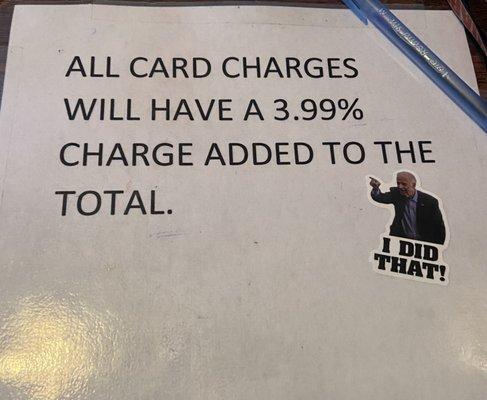 ALL CARD CHARGES
WILL HAVE A 3.99%
CHARGE ADDED TO THE
TOTAL.
I DID
THAT!